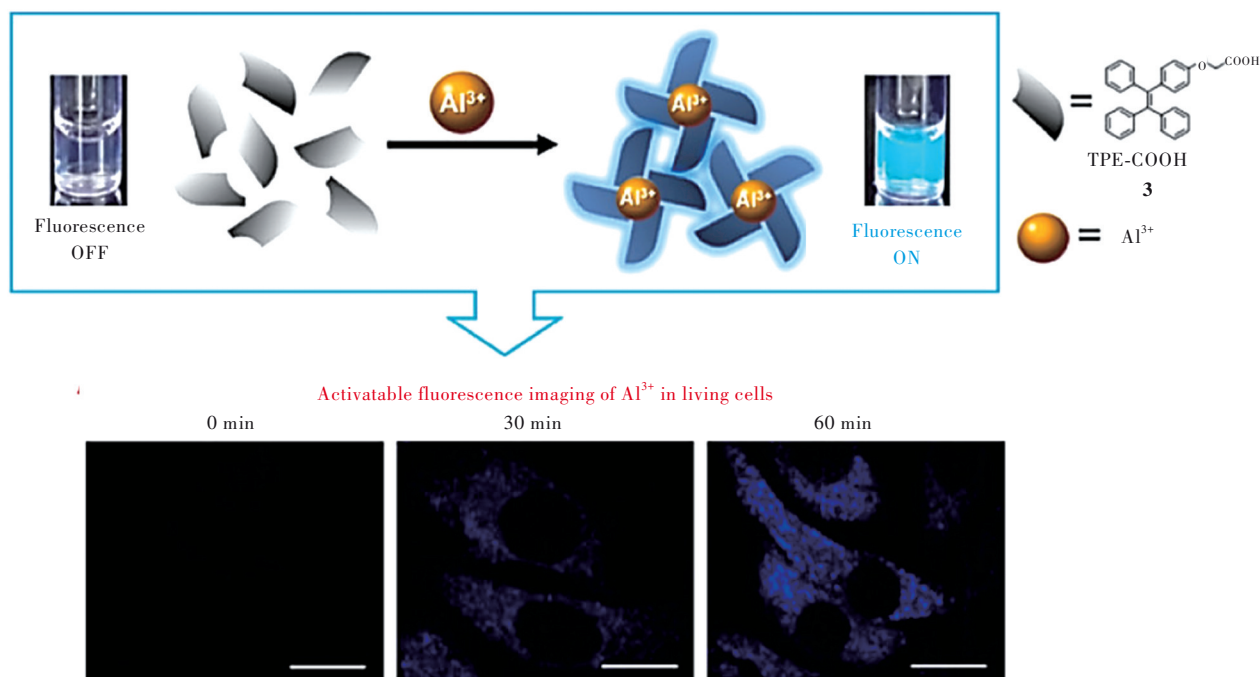 Al³⁺
Al³⁺
Al³⁺
Al³⁺
Fluorescence
OFF
Fluorescence
ON
O
COOH
TPE-COOH
3
Al³⁺
Activatable fluorescence imaging of Al³⁺ in living cells
0 min
30 min
60 min